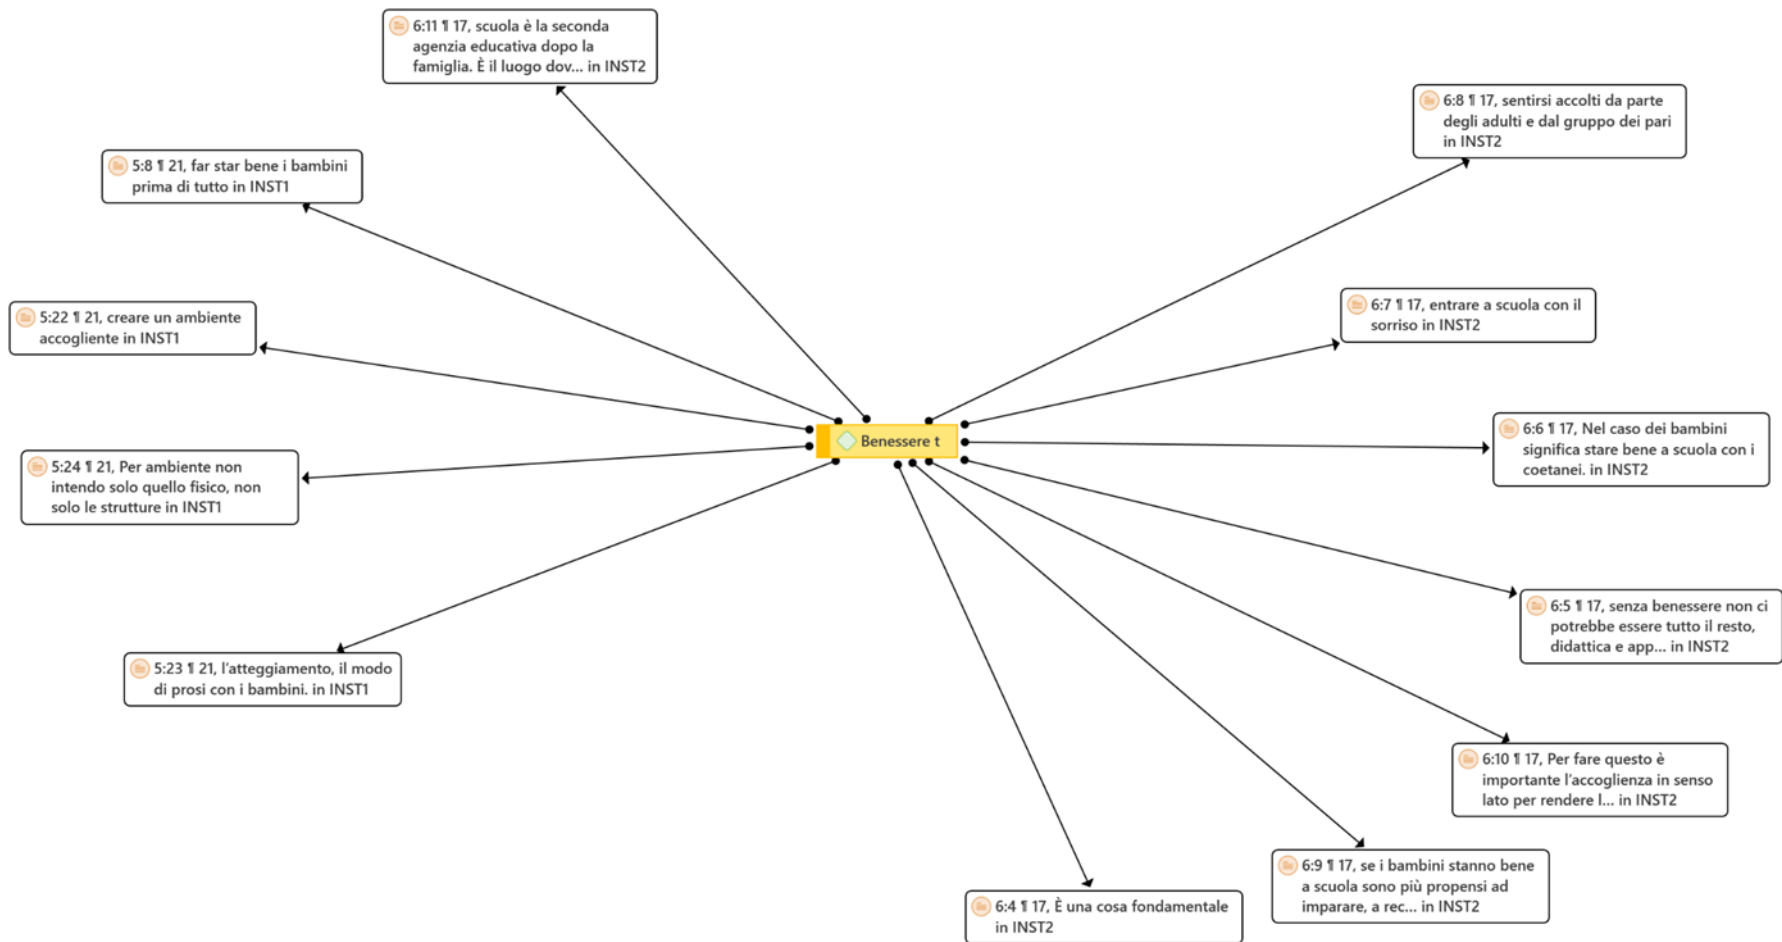 6:11 ¶ 17, scuola è la seconda
agenzia educativa dopo la
famiglia. È il luogo dov... in INST2
6:8 ¶ 17, sentirsi accolti da parte
degli adulti e dal gruppo dei pari
in INST2
5:8 ¶ 21, far star bene i bambini
prima di tutto in INST1
6:7 ¶ 17, entrare a scuola con il
sorriso in INST2
5:22 ¶ 21, creare un ambiente
accogliente in INST1
Benessere t
6:6 ¶ 17, Nel caso dei bambini
significa stare bene a scuola con i
coetanei. in INST2
5:24 ¶ 21, Per ambiente non
intendo solo quello fisico, non
solo le strutture in INST1
6:5 ¶ 17, senza benessere non ci
potrebbe essere tutto il resto,
didattica e app... in INST2
5:23 ¶ 21, l'atteggiamento, il modo
di prosi con i bambini. in INST1
6:10 ¶ 17, Per fare questo è
importante l'accoglienza in senso
lato per rendere l... in INST2
6:9 ¶ 17, se i bambini stanno bene
a scuola sono più propensi ad
imparare, a rec... in INST2
6:4 ¶ 17, È una cosa fondamentale
in INST2